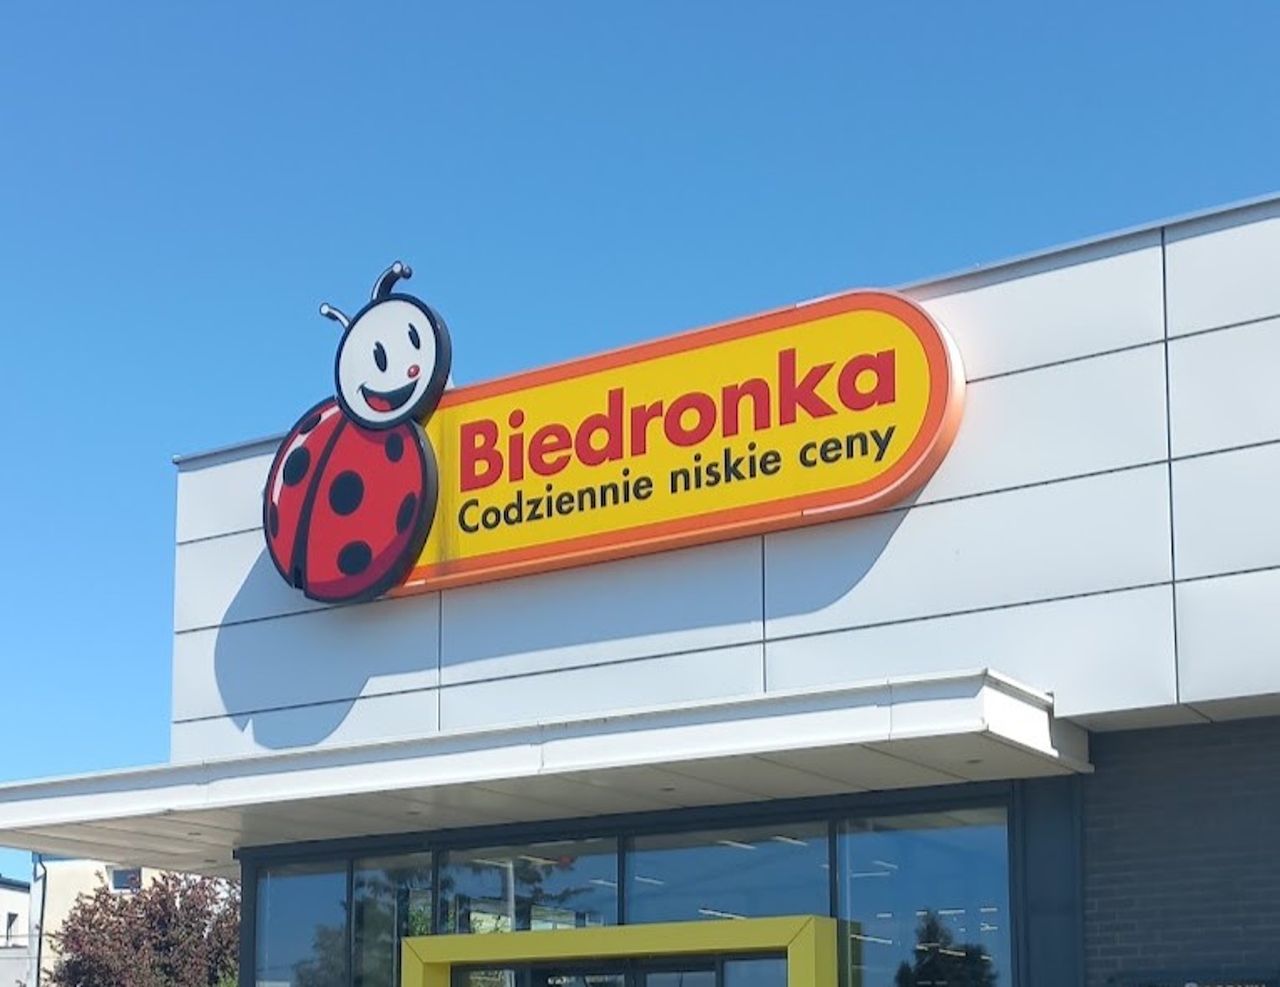 Biedronka
Codziennie niskie ceny